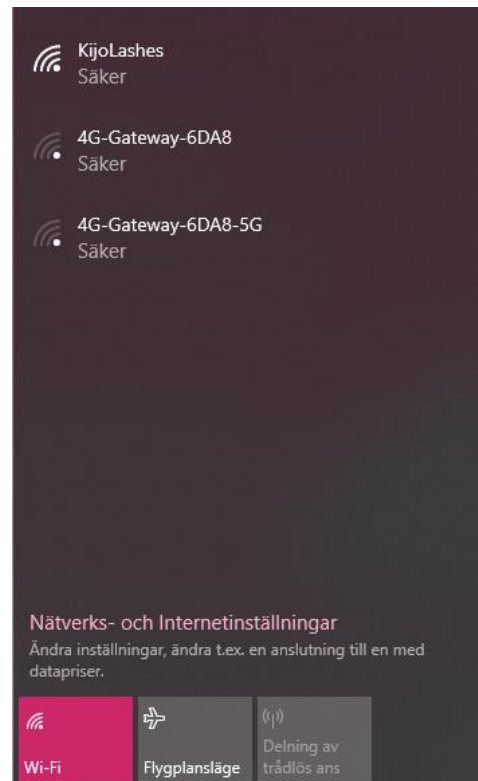 KijoLashes
Säker
4G-Gateway-6DA8
Säker
4G-Gateway-6DA8-5G
Säker
Nätverks- och Internetinställningar
Ändra inställningar, ändra t.ex. en anslutning till en med
datapriser.
Wi-Fi
Flygplansläge
Delning av
trådlös ans